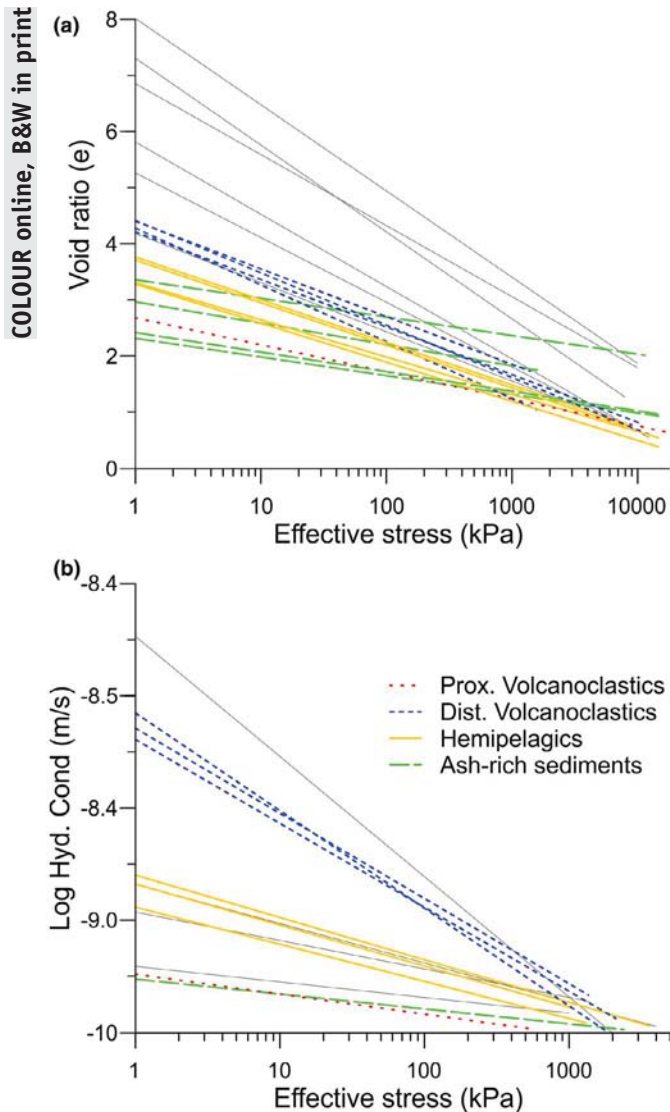 COLOUR online, B&W in print
(a)
8
6
4
2
0
Void ratio (e)
1
10
100
1000
10000
Effective stress (kPa)
(b)
-8.4
-8.5
-8.4
-9.0
-10
Log Hyd. Cond (m/s)
Prox. Volcanoclastics
Dist. Volcanoclastics
Hemipelagics
Ash-rich sediments
1
10
100
1000
Effective stress (kPa)